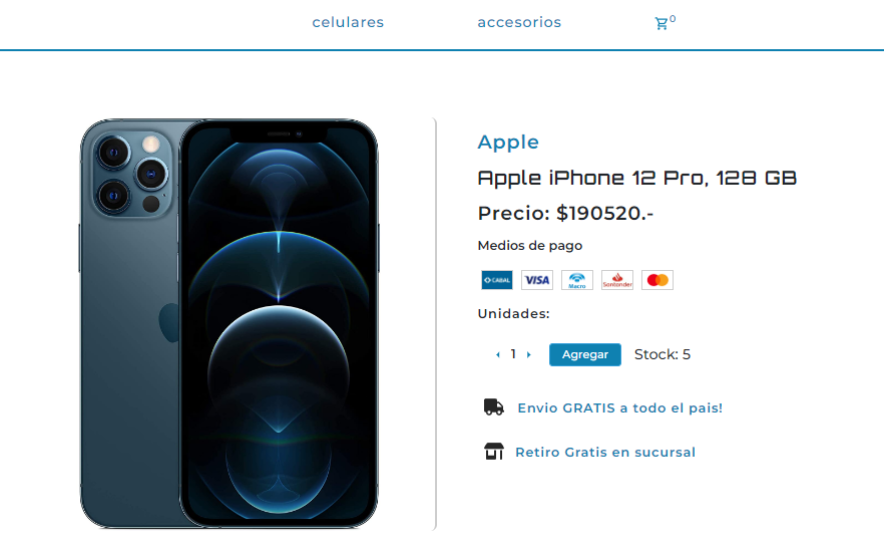 celulares accesorios 0
Apple
Apple iPhone 12 Pro, 128 GB
Precio: $190520.-
Medios de pago
CABAL VISA Macro Santander
Unidades:
1 Agregar Stock: 5
Envio GRATIS a todo el pais!
Retiro Gratis en sucursal